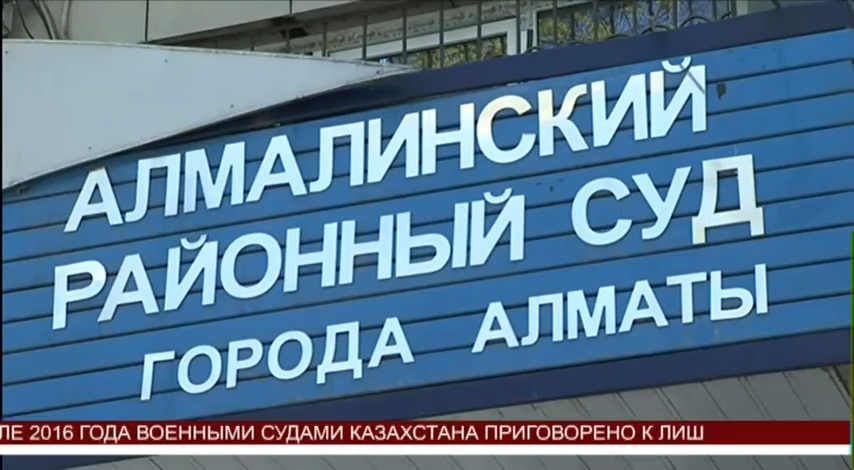 АЛМАЛИНСКИЙ
РАЙОННЫЙ СУД
ГОРОДА АЛМАТЫ
ЛЕ 2016 ГОДА ВОЕННЫМИ СУДАМИ КАЗАХСТАНА ПРИГОВОРЕНО К ЛИШ